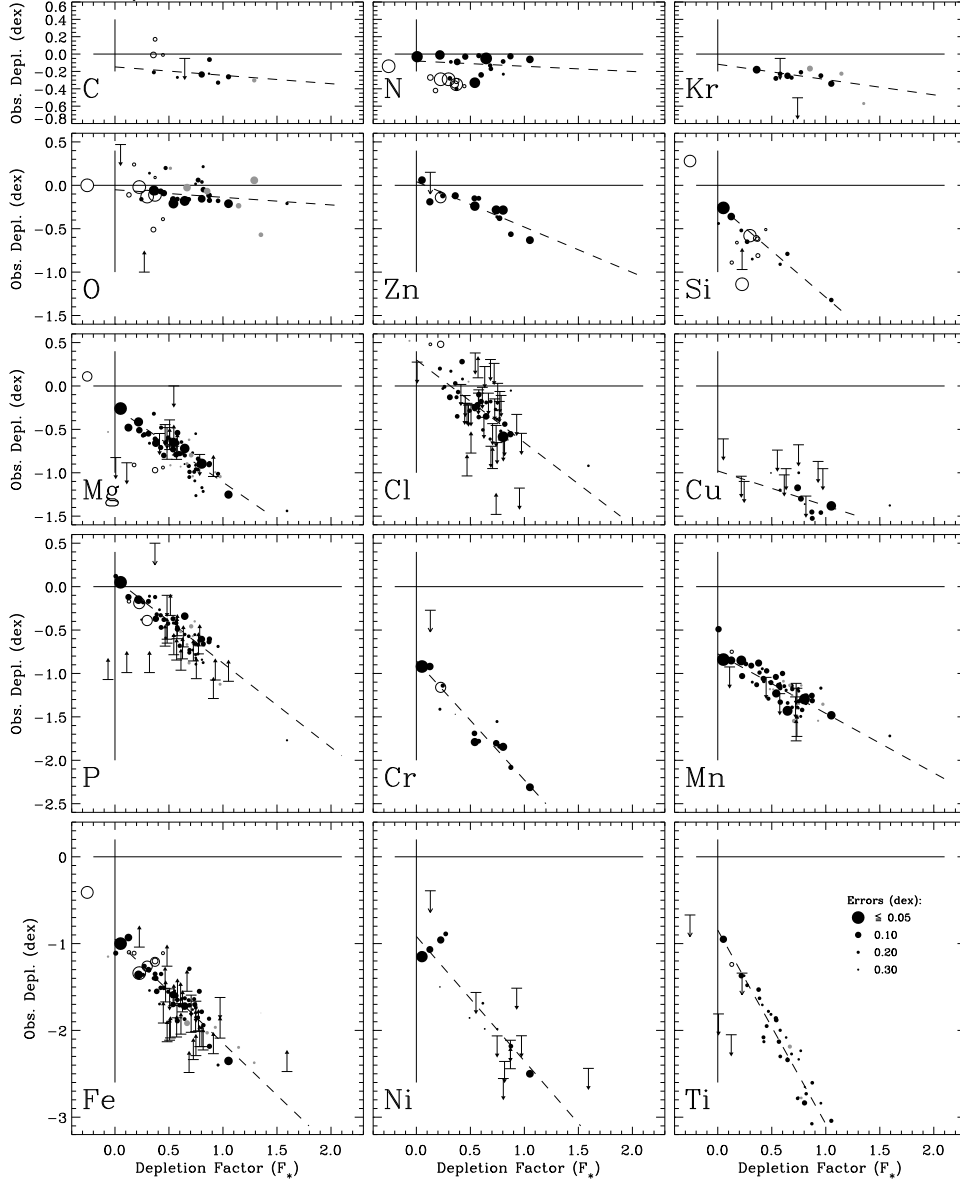 0.6
0.4
0.2
0.0
−0.2
−0.4
−0.6
−0.8
Obs. Depl. (dex)
C
N
Kr
0.5
0.0
−0.5
−1.0
−1.5
Obs. Depl. (dex)
O
Zn
Si
0.0
−0.5
−1.0
−1.5
Obs. Depl. (dex)
Mg
Cl
Cu
0.5
0.0
−0.5
−1.0
−1.5
−2.0
−2.5
Obs. Depl. (dex)
P
Cr
Mn
0
−1
−2
−3
Obs. Depl. (dex)
Fe
Ni
Ti
Errors (dex):
≤ 0.05
0.10
0.20
0.30
0.0 0.5 1.0 1.5 2.0
0.0 0.5 1.0 1.5 2.0
0.0 0.5 1.0 1.5 2.0
Depletion Factor (F*)
Depletion Factor (F*)
Depletion Factor (F*)